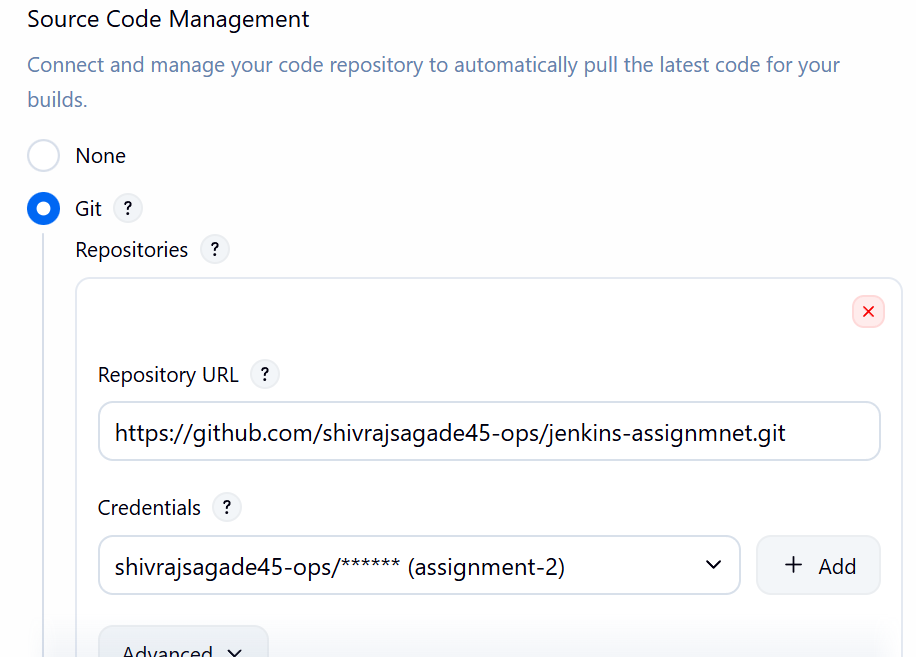 Source Code Management
Connect and manage your code repository to automatically pull the latest code for your
builds.
None
Git ?
Repositories ?
Repository URL ?
https://github.com/shivrajsagade45-ops/jenkins-assignmnet.git
Credentials ?
shivrajsagade45-ops/****** (assignment-2)
+ Add
Advanced